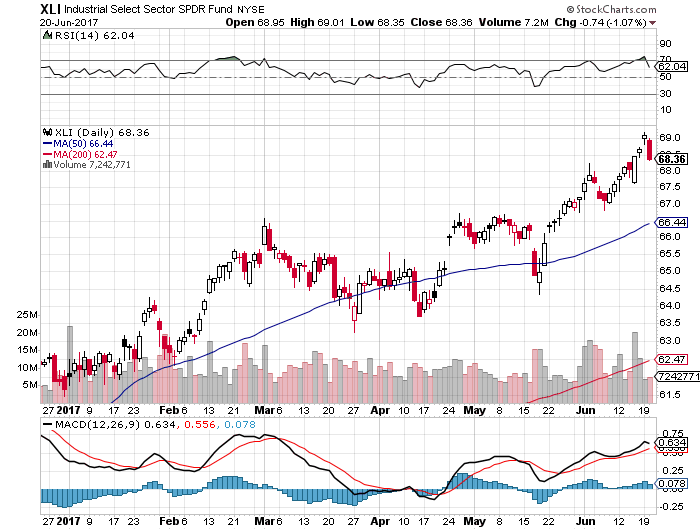 XLI Industrial Select Sector SPDR Fund NYSE © StockCharts.com
20-Jun-2017 Open 68.95 High 69.01 Low 68.35 Close 68.36 Volume 7.2M Chg -0.74 (-1.07%)
RSI(14) 62.04
90
70
62.04
50
30
10
XLI (Daily) 68.36
MA(50) 66.44
MA(200) 62.47
Volume 7,242,771
69.0
68.36
68.0
67.5
67.0
66.44
66.0
65.5
65.0
64.5
64.0
63.5
63.0
62.47
7242771
61.5
25M
20M
15M
10M
5M
27 2017 9 17 23 Feb 6 13 21 Mar 6 13 20 27 Apr 10 17 24 May 8 15 22 Jun 12 19
MACD(12,26,9) 0.634, 0.556, 0.078
0.75
0.634
0.078
-0.25
27 2017 9 17 23 Feb 6 13 21 Mar 6 13 20 27 Apr 10 17 24 May 8 15 22 Jun 12 19